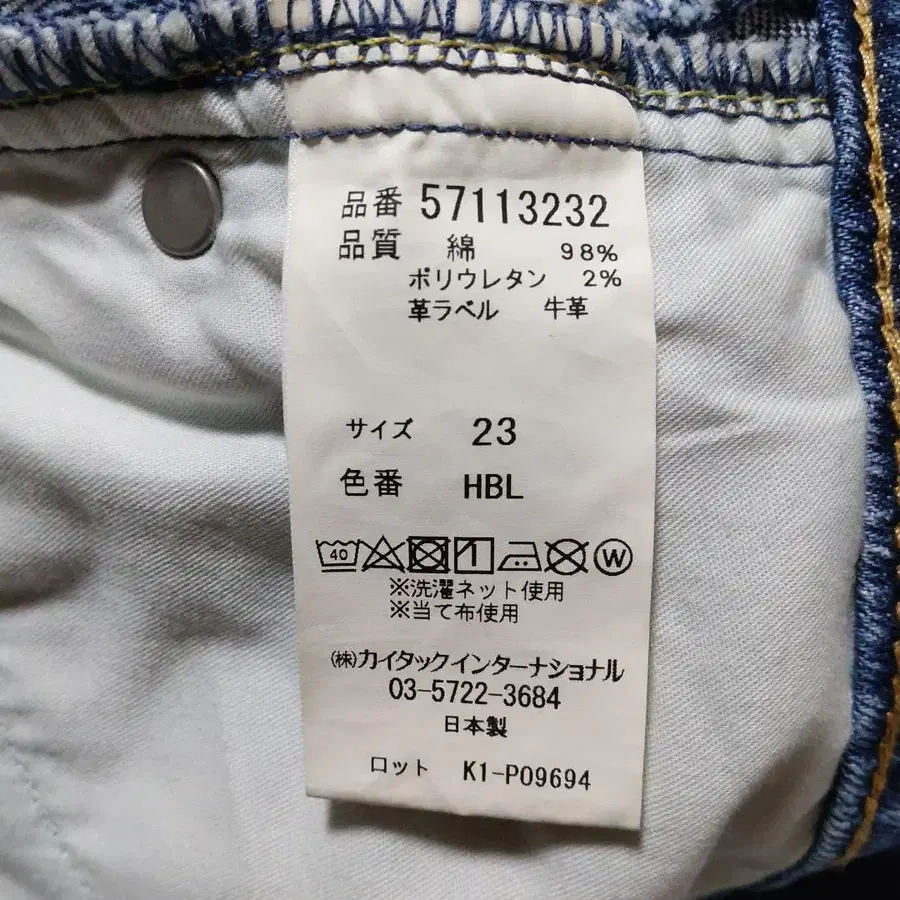 品番 57113232
品質 綿 98%
ポリウレタン 2%
革ラベル 牛革
サイズ 23
色番 HBL
40 W
※洗濯ネット使用
※当て布使用
㈱カイタックインターナショナル
03-5722-3684
日本製
ロット K1-P09694